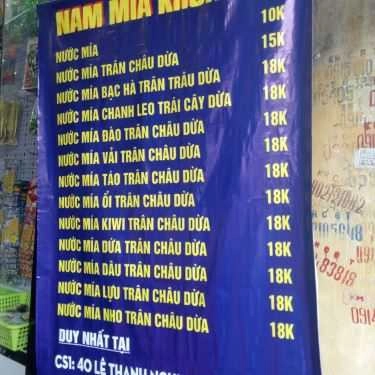 NAM MÍA
NƯỚC MÍA 10K
NƯỚC MÍA TRÂN CHÂU DỪA 15K
NƯỚC MÍA BẠC HÀ TRÂN TRÂU DỪA 18K
NƯỚC MÍA CHANH LEO TRÁI CÂY DỪA 18K
NƯỚC MÍA ĐÀO TRÂN CHÂU DỪA 18K
NƯỚC MÍA VẢI TRÂN CHÂU DỪA 18K
NƯỚC MÍA TÁO TRÂN CHÂU DỪA 18K
NƯỚC MÍA ỔI TRÂN CHÂU DỪA 18K
NƯỚC MÍA KIWI TRÂN CHÂU DỪA 18K
NƯỚC MÍA DỨA TRÂN CHÂU DỪA 18K
NƯỚC MÍA DÂU TRÂN CHÂU DỪA 18K
NƯỚC MÍA LỰU TRÂN CHÂU DỪA 18K
NƯỚC MÍA NHO TRÂN CHÂU DỪA 18K
DUY NHẤT TẠI
CS1: 40 LÊ THANH